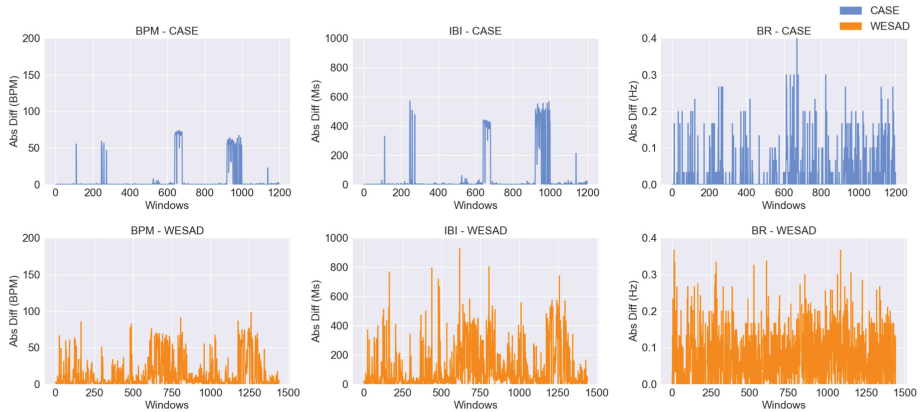 CASE
WESAD
BPM - CASE
IBI - CASE
BR - CASE
Abs Diff (BPM)
200
150
100
50
0
0 200 400 600 800 1000 1200
Windows
Abs Diff (Ms)
1000
800
600
400
200
0
0 200 400 600 800 1000 1200
Windows
Abs Diff (Hz)
0.4
0.3
0.2
0.1
0.0
0 200 400 600 800 1000 1200
Windows
BPM - WESAD
IBI - WESAD
BR - WESAD
Abs Diff (BPM)
200
150
100
50
0
0 250 500 750 1000 1250 1500
Windows
Abs Diff (Ms)
1000
800
600
400
200
0
0 250 500 750 1000 1250 1500
Windows
Abs Diff (Hz)
0.4
0.3
0.2
0.1
0.0
0 250 500 750 1000 1250 1500
Windows